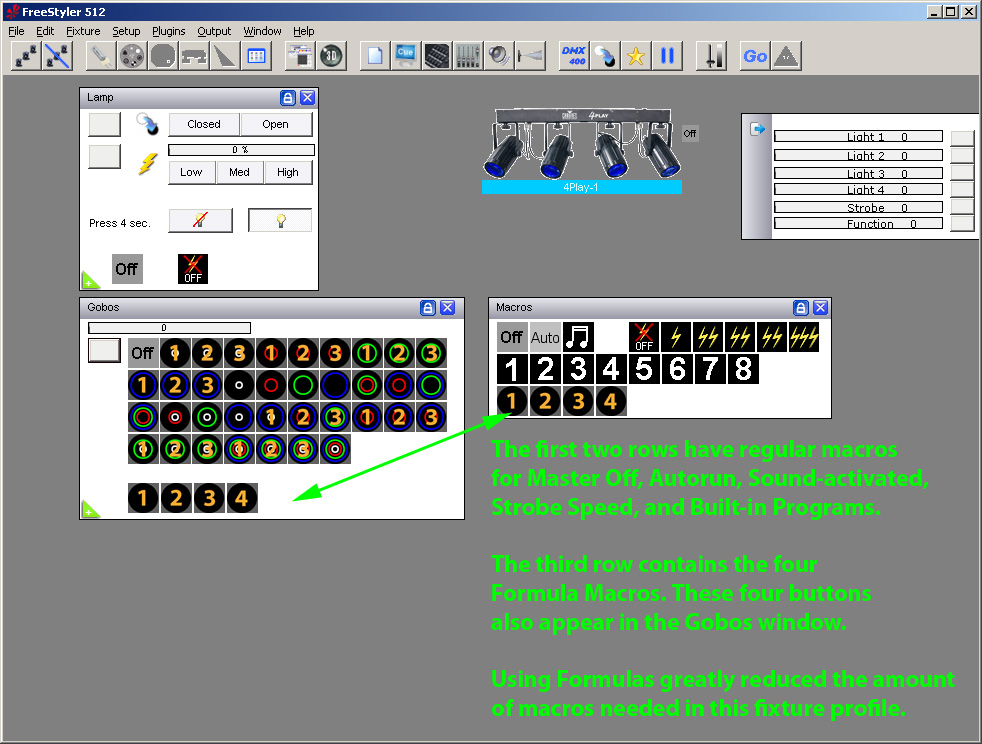 FreeStyler 512
File Edit Fixture Setup Plugins Output Window Help
Cue
3D
DMX 400
Go
Lamp
Closed Open
0 %
Low Med High
Press 4 sec.
Off OFF
4PLAY
Off
4Play-1
Light 1 0
Light 2 0
Light 3 0
Light 4 0
Strobe 0
Function 0
Gobos
0
Off 1 2 3 1 2 3 1 2 3
1 2 3
1 2 3 1 2 3
1 2 3 1 2 3
1 2 3 4
Macros
Off Auto OFF
1 2 3 4 5 6 7 8
1 2 3 4
The first two rows have regular macros
for Master Off, Autorun, Sound-activated,
Strobe Speed, and Built-in Programs.
The third row contains the four
Formula Macros. These four buttons
also appear in the Gobos window.
Using Formulas greatly reduced the amount
of macros needed in this fixture profile.